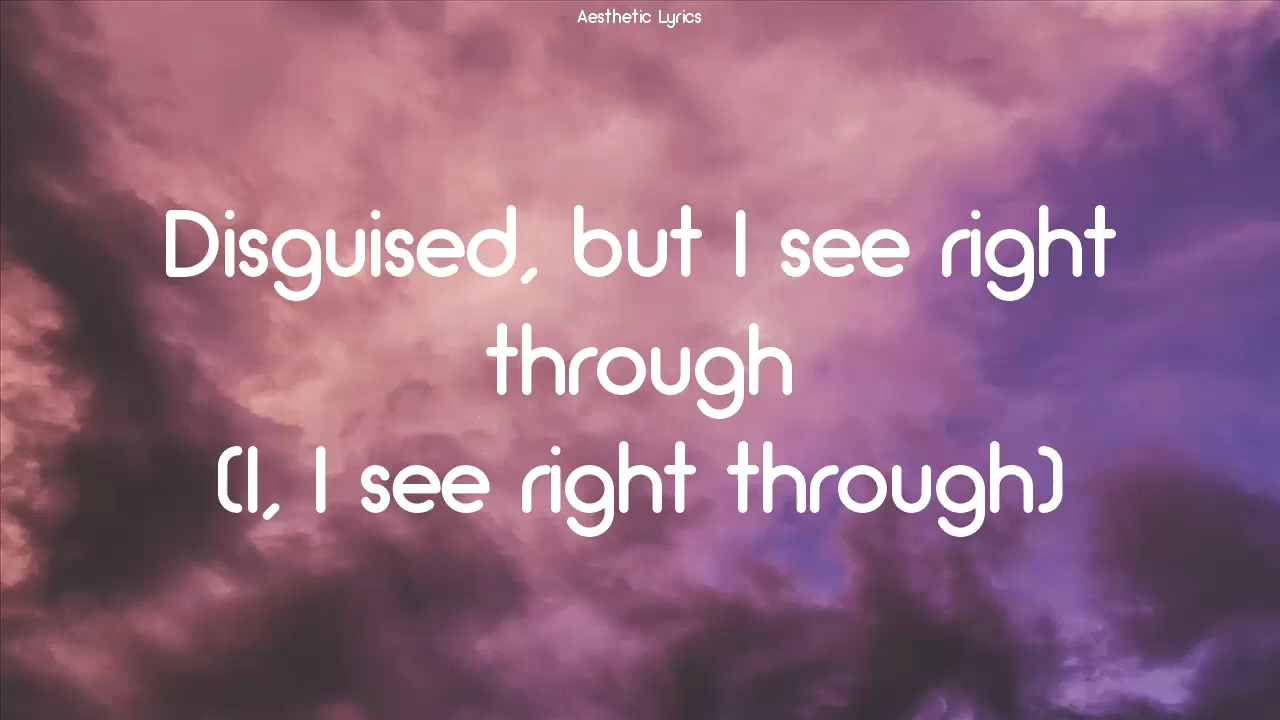 Aesthetic Lyrics
Disguised, but I see right
through
(I, I see right through)